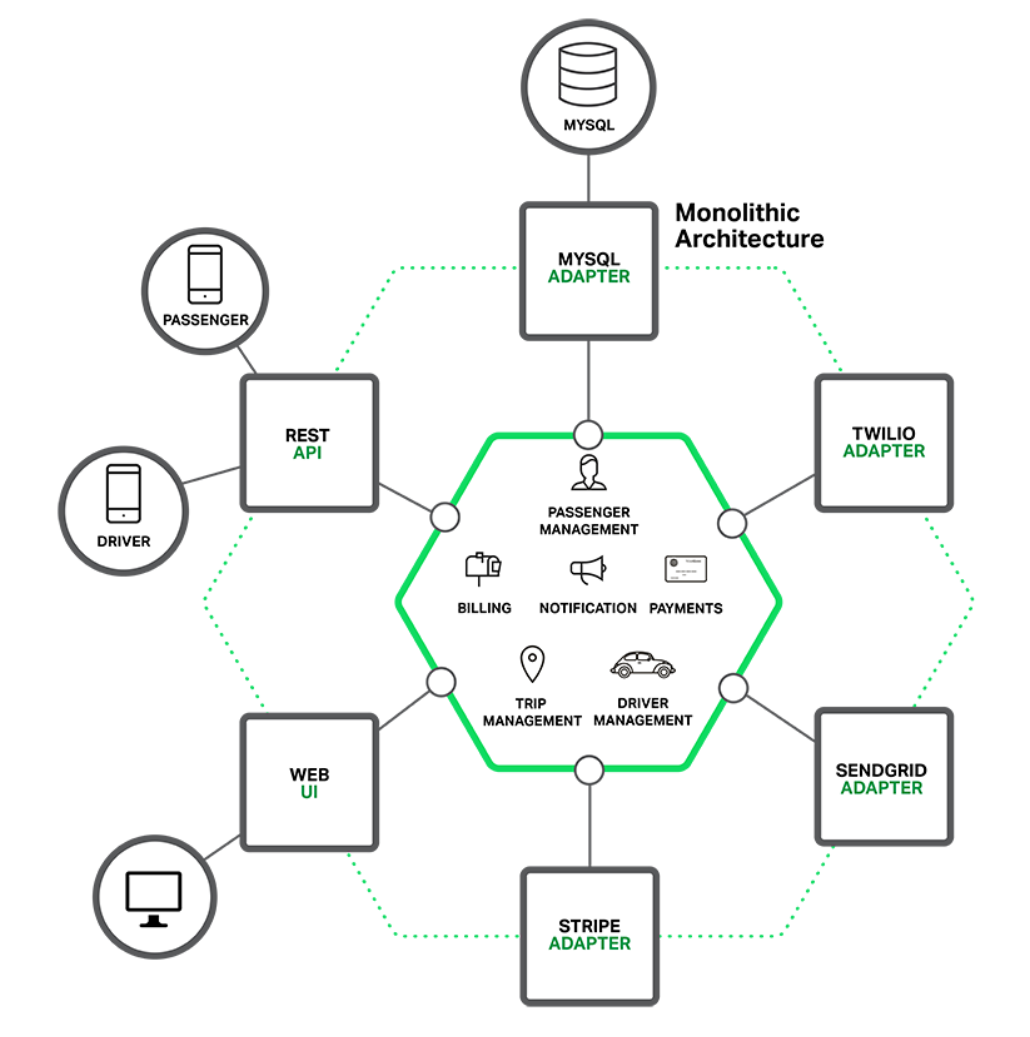 MYSQL
Monolithic
Architecture
MYSQL
ADAPTER
PASSENGER
REST
API
TWILIO
ADAPTER
DRIVER
PASSENGER
MANAGEMENT
BILLING
NOTIFICATION
PAYMENTS
TRIP
MANAGEMENT
DRIVER
MANAGEMENT
WEB
UI
SENDGRID
ADAPTER
STRIPE
ADAPTER